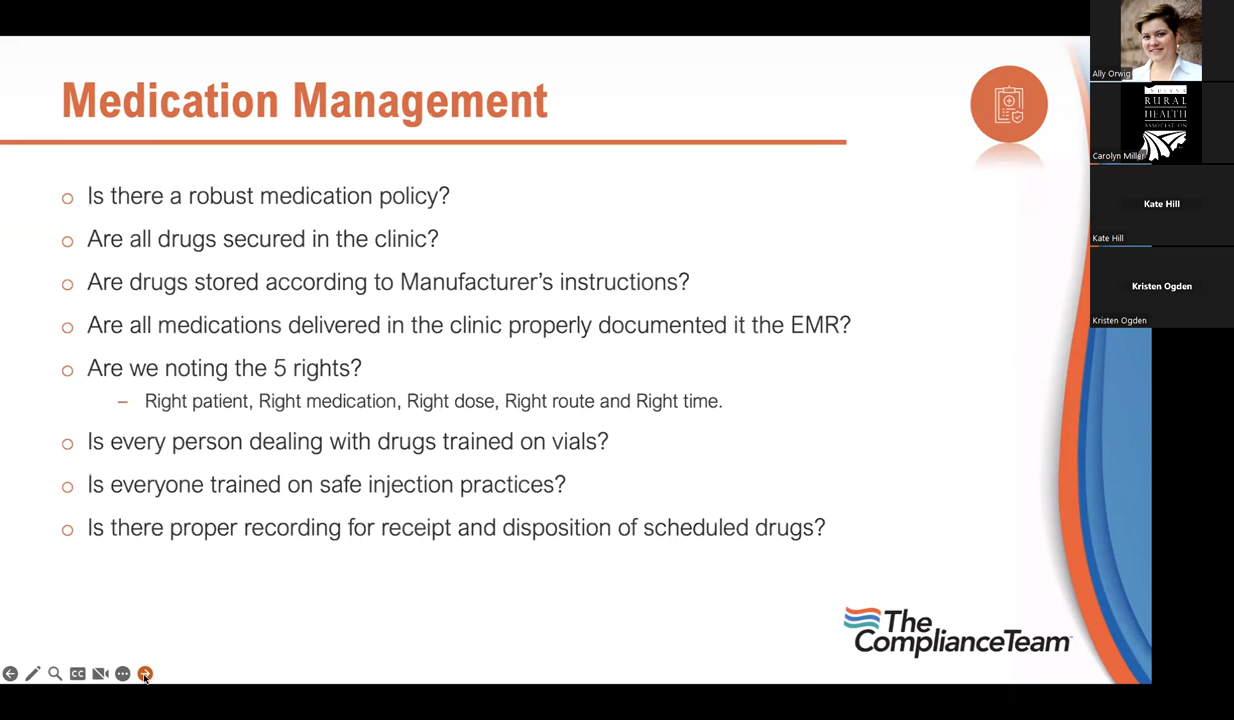 Medication Management
Is there a robust medication policy?
Are all drugs secured in the clinic?
Are drugs stored according to Manufacturer's instructions?
Are all medications delivered in the clinic properly documented it the EMR?
Are we noting the 5 rights?
– Right patient, Right medication, Right dose, Right route and Right time.
Is every person dealing with drugs trained on vials?
Is everyone trained on safe injection practices?
Is there proper recording for receipt and disposition of scheduled drugs?
The
ComplianceTeam
CC
Ally Orwig
INDIANA
RURAL
HEALTH
ASSOCIATION
Carolyn Miller
Kate Hill
Kate Hill
Kristen Ogden
Kristen Ogden